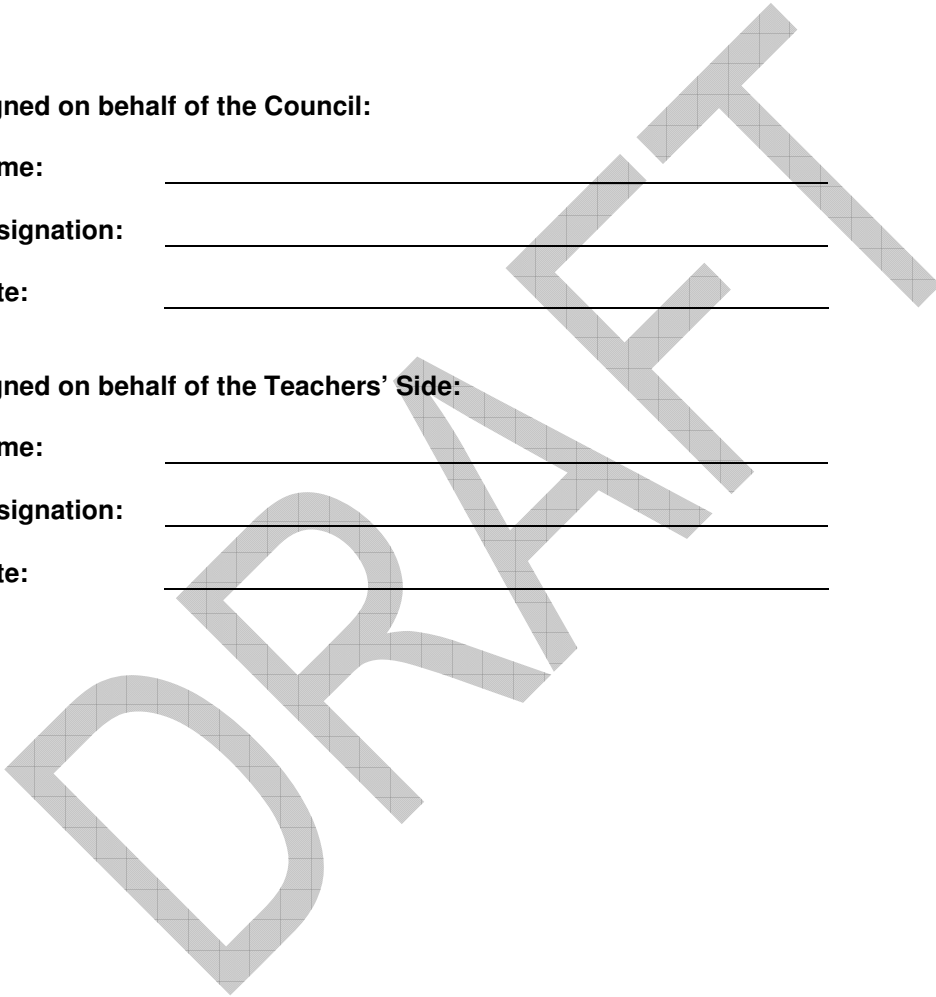 gned on behalf of the Council:
me:
signation:
te:
gned on behalf of the Teachers’ Side:
me:
signation:
te:
DRAFT